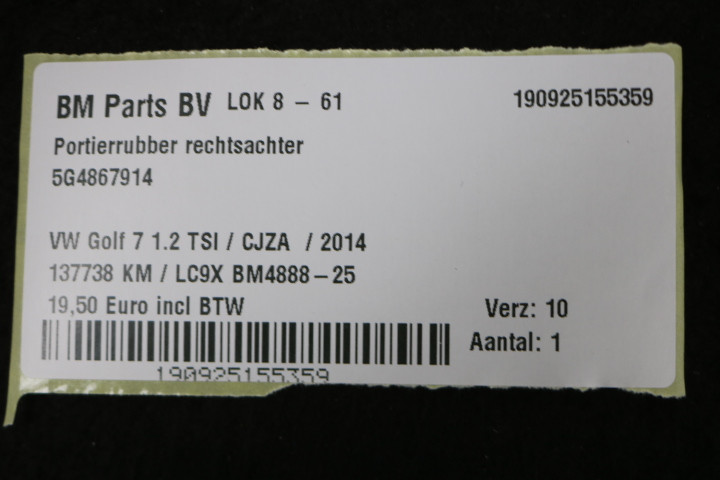 BM Parts BV LOK 8 - 61 190925155359
Portierrubber rechtsachter
5G4867914
VW Golf 7 1.2 TSI / CJZA / 2014
137738 KM / LC9X BM4888-25
19,50 Euro incl BTW Verz: 10
Aantal: 1
190925155359